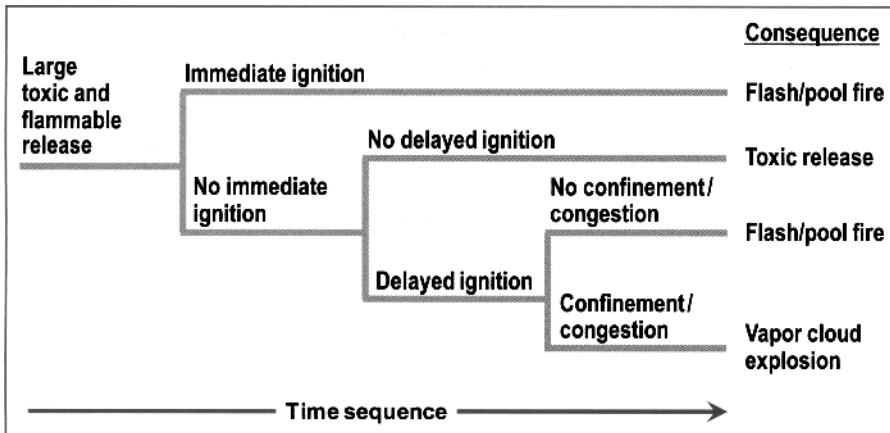 Consequence
Large
toxic and
flammable
release
Immediate ignition
Flash/pool fire
No delayed ignition
Toxic release
No immediate
ignition
No confinement/
congestion
Flash/pool fire
Delayed ignition
Confinement/
congestion
Vapor cloud
explosion
Time sequence